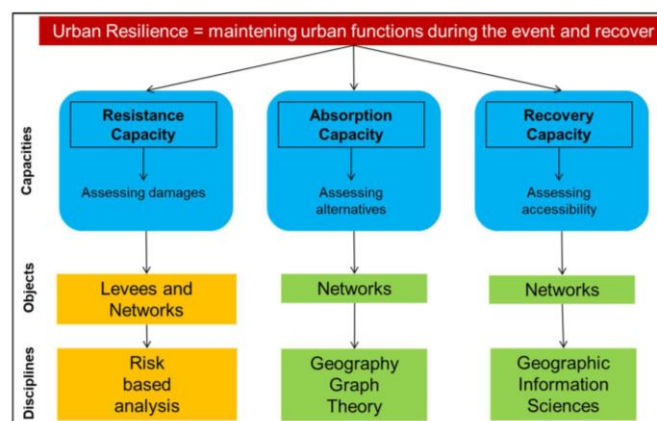 Urban Resilience = maintening urban functions during the event and recover
Capacities
Resistance
Capacity
Assessing damages
Absorption
Capacity
Assessing
alternatives
Recovery
Capacity
Assessing
accessibility
Objects
Levees and
Networks
Networks
Networks
Disciplines
Risk
based
analysis
Geography
Graph
Theory
Geographic
Information
Sciences